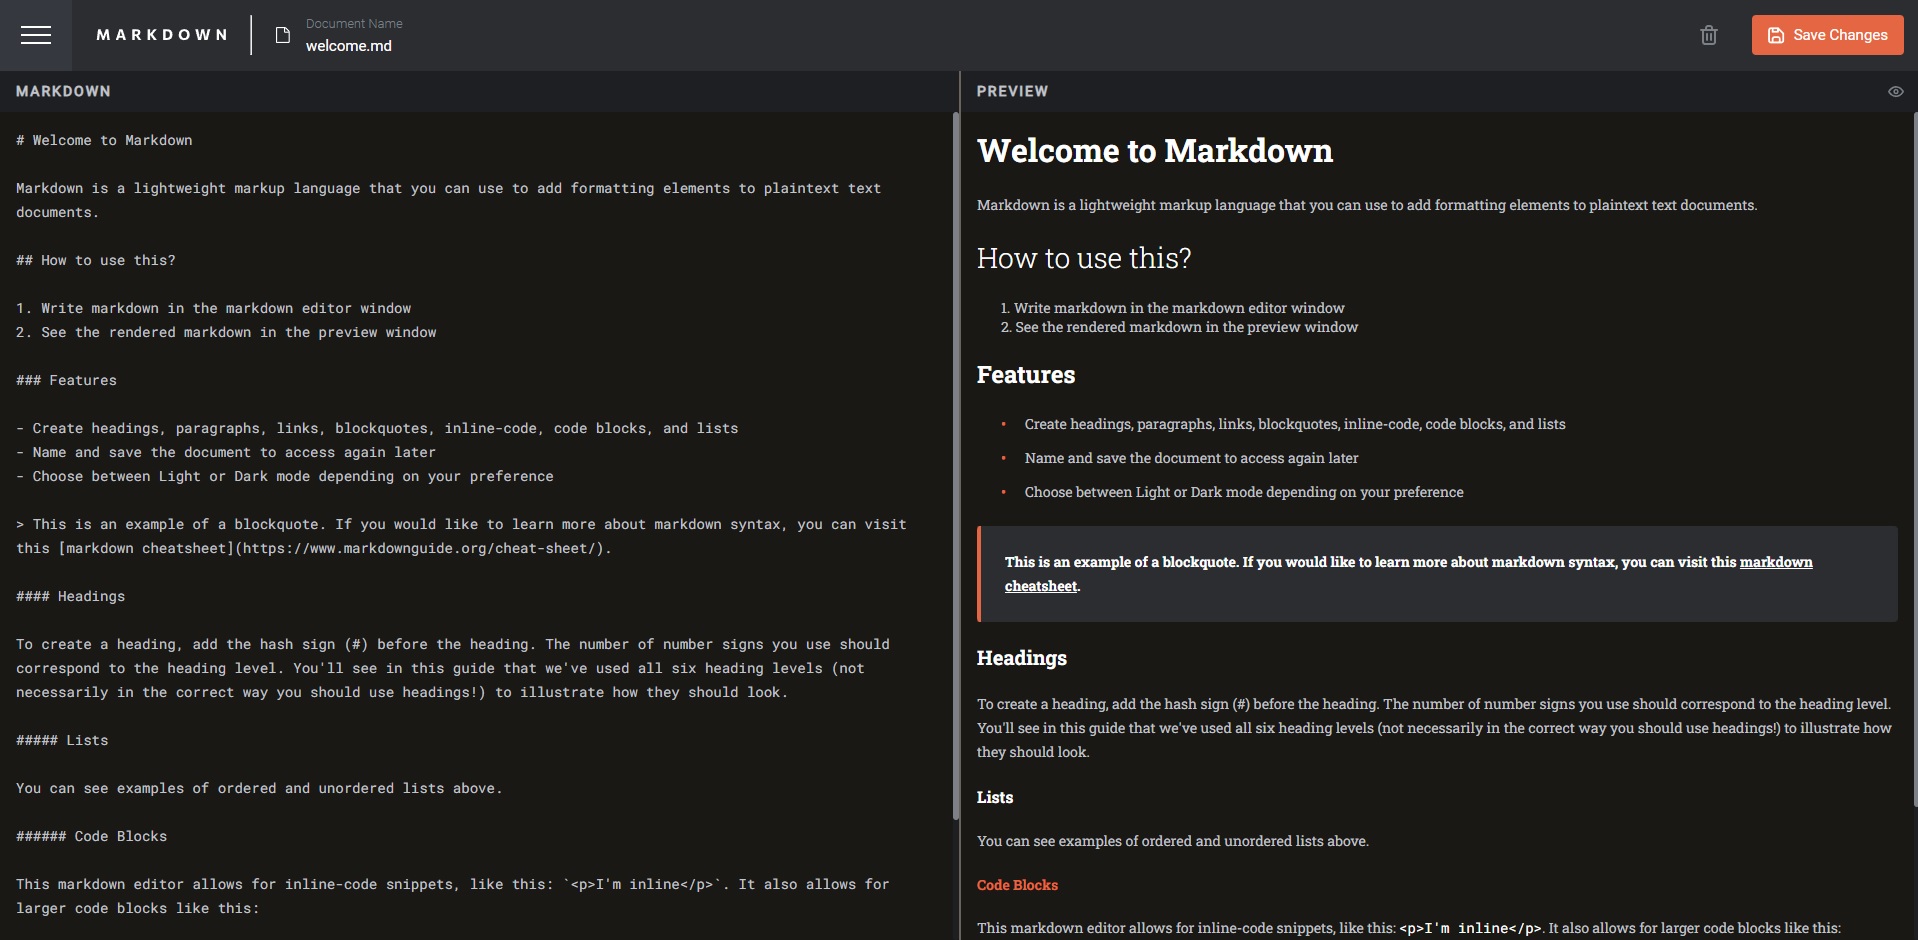 MARKDOWN
Document Name
welcome.md
Save Changes
MARKDOWN
# Welcome to Markdown
Markdown is a lightweight markup language that you can use to add formatting elements to plaintext text
documents.
## How to use this?
1. Write markdown in the markdown editor window
2. See the rendered markdown in the preview window
### Features
- Create headings, paragraphs, links, blockquotes, inline-code, code blocks, and lists
- Name and save the document to access again later
- Choose between Light or Dark mode depending on your preference
> This is an example of a blockquote. If you would like to learn more about markdown syntax, you can visit
this [markdown cheatsheet](https://www.markdownguide.org/cheat-sheet/).
#### Headings
To create a heading, add the hash sign (#) before the heading. The number of number signs you use should
correspond to the heading level. You'll see in this guide that we've used all six heading levels (not
necessarily in the correct way you should use headings!) to illustrate how they should look.
##### Lists
You can see examples of ordered and unordered lists above.
###### Code Blocks
This markdown editor allows for inline-code snippets, like this: `<p>I'm inline</p>`. It also allows for
larger code blocks like this:
PREVIEW
Welcome to Markdown
Markdown is a lightweight markup language that you can use to add formatting elements to plaintext text documents.
How to use this?
1. Write markdown in the markdown editor window
2. See the rendered markdown in the preview window
Features
• Create headings, paragraphs, links, blockquotes, inline-code, code blocks, and lists
• Name and save the document to access again later
• Choose between Light or Dark mode depending on your preference
This is an example of a blockquote. If you would like to learn more about markdown syntax, you can visit this markdown
cheatsheet.
Headings
To create a heading, add the hash sign (#) before the heading. The number of number signs you use should correspond to the heading level.
You'll see in this guide that we've used all six heading levels (not necessarily in the correct way you should use headings!) to illustrate how
they should look.
Lists
You can see examples of ordered and unordered lists above.
Code Blocks
This markdown editor allows for inline-code snippets, like this: <p>I'm inline</p>. It also allows for larger code blocks like this: